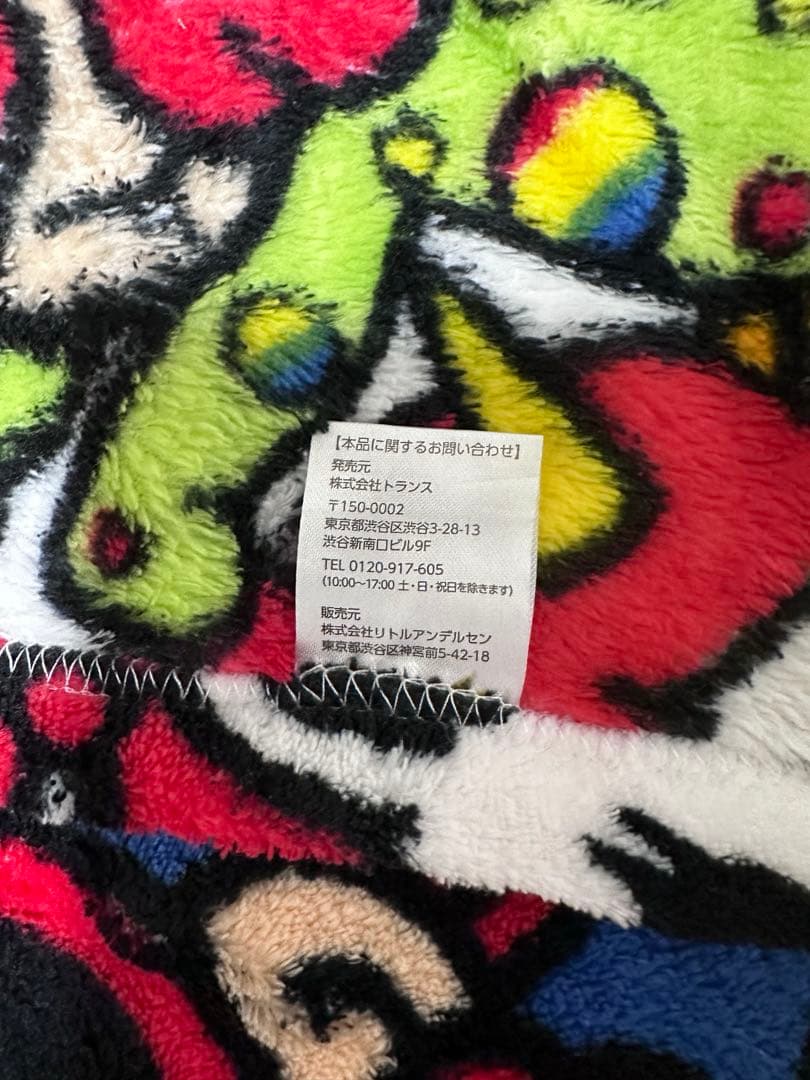 【本品に関するお問い合わせ】
発売元
株式会社トランス
〒150-0002
東京都渋谷区渋谷3-28-13
渋谷新南口ビル9F
TEL 0120-917-605
(10:00〜17:00 土・日・祝日を除きます)
販売元
株式会社リトルアンデルセン
東京都渋谷区神宮前5-42-18